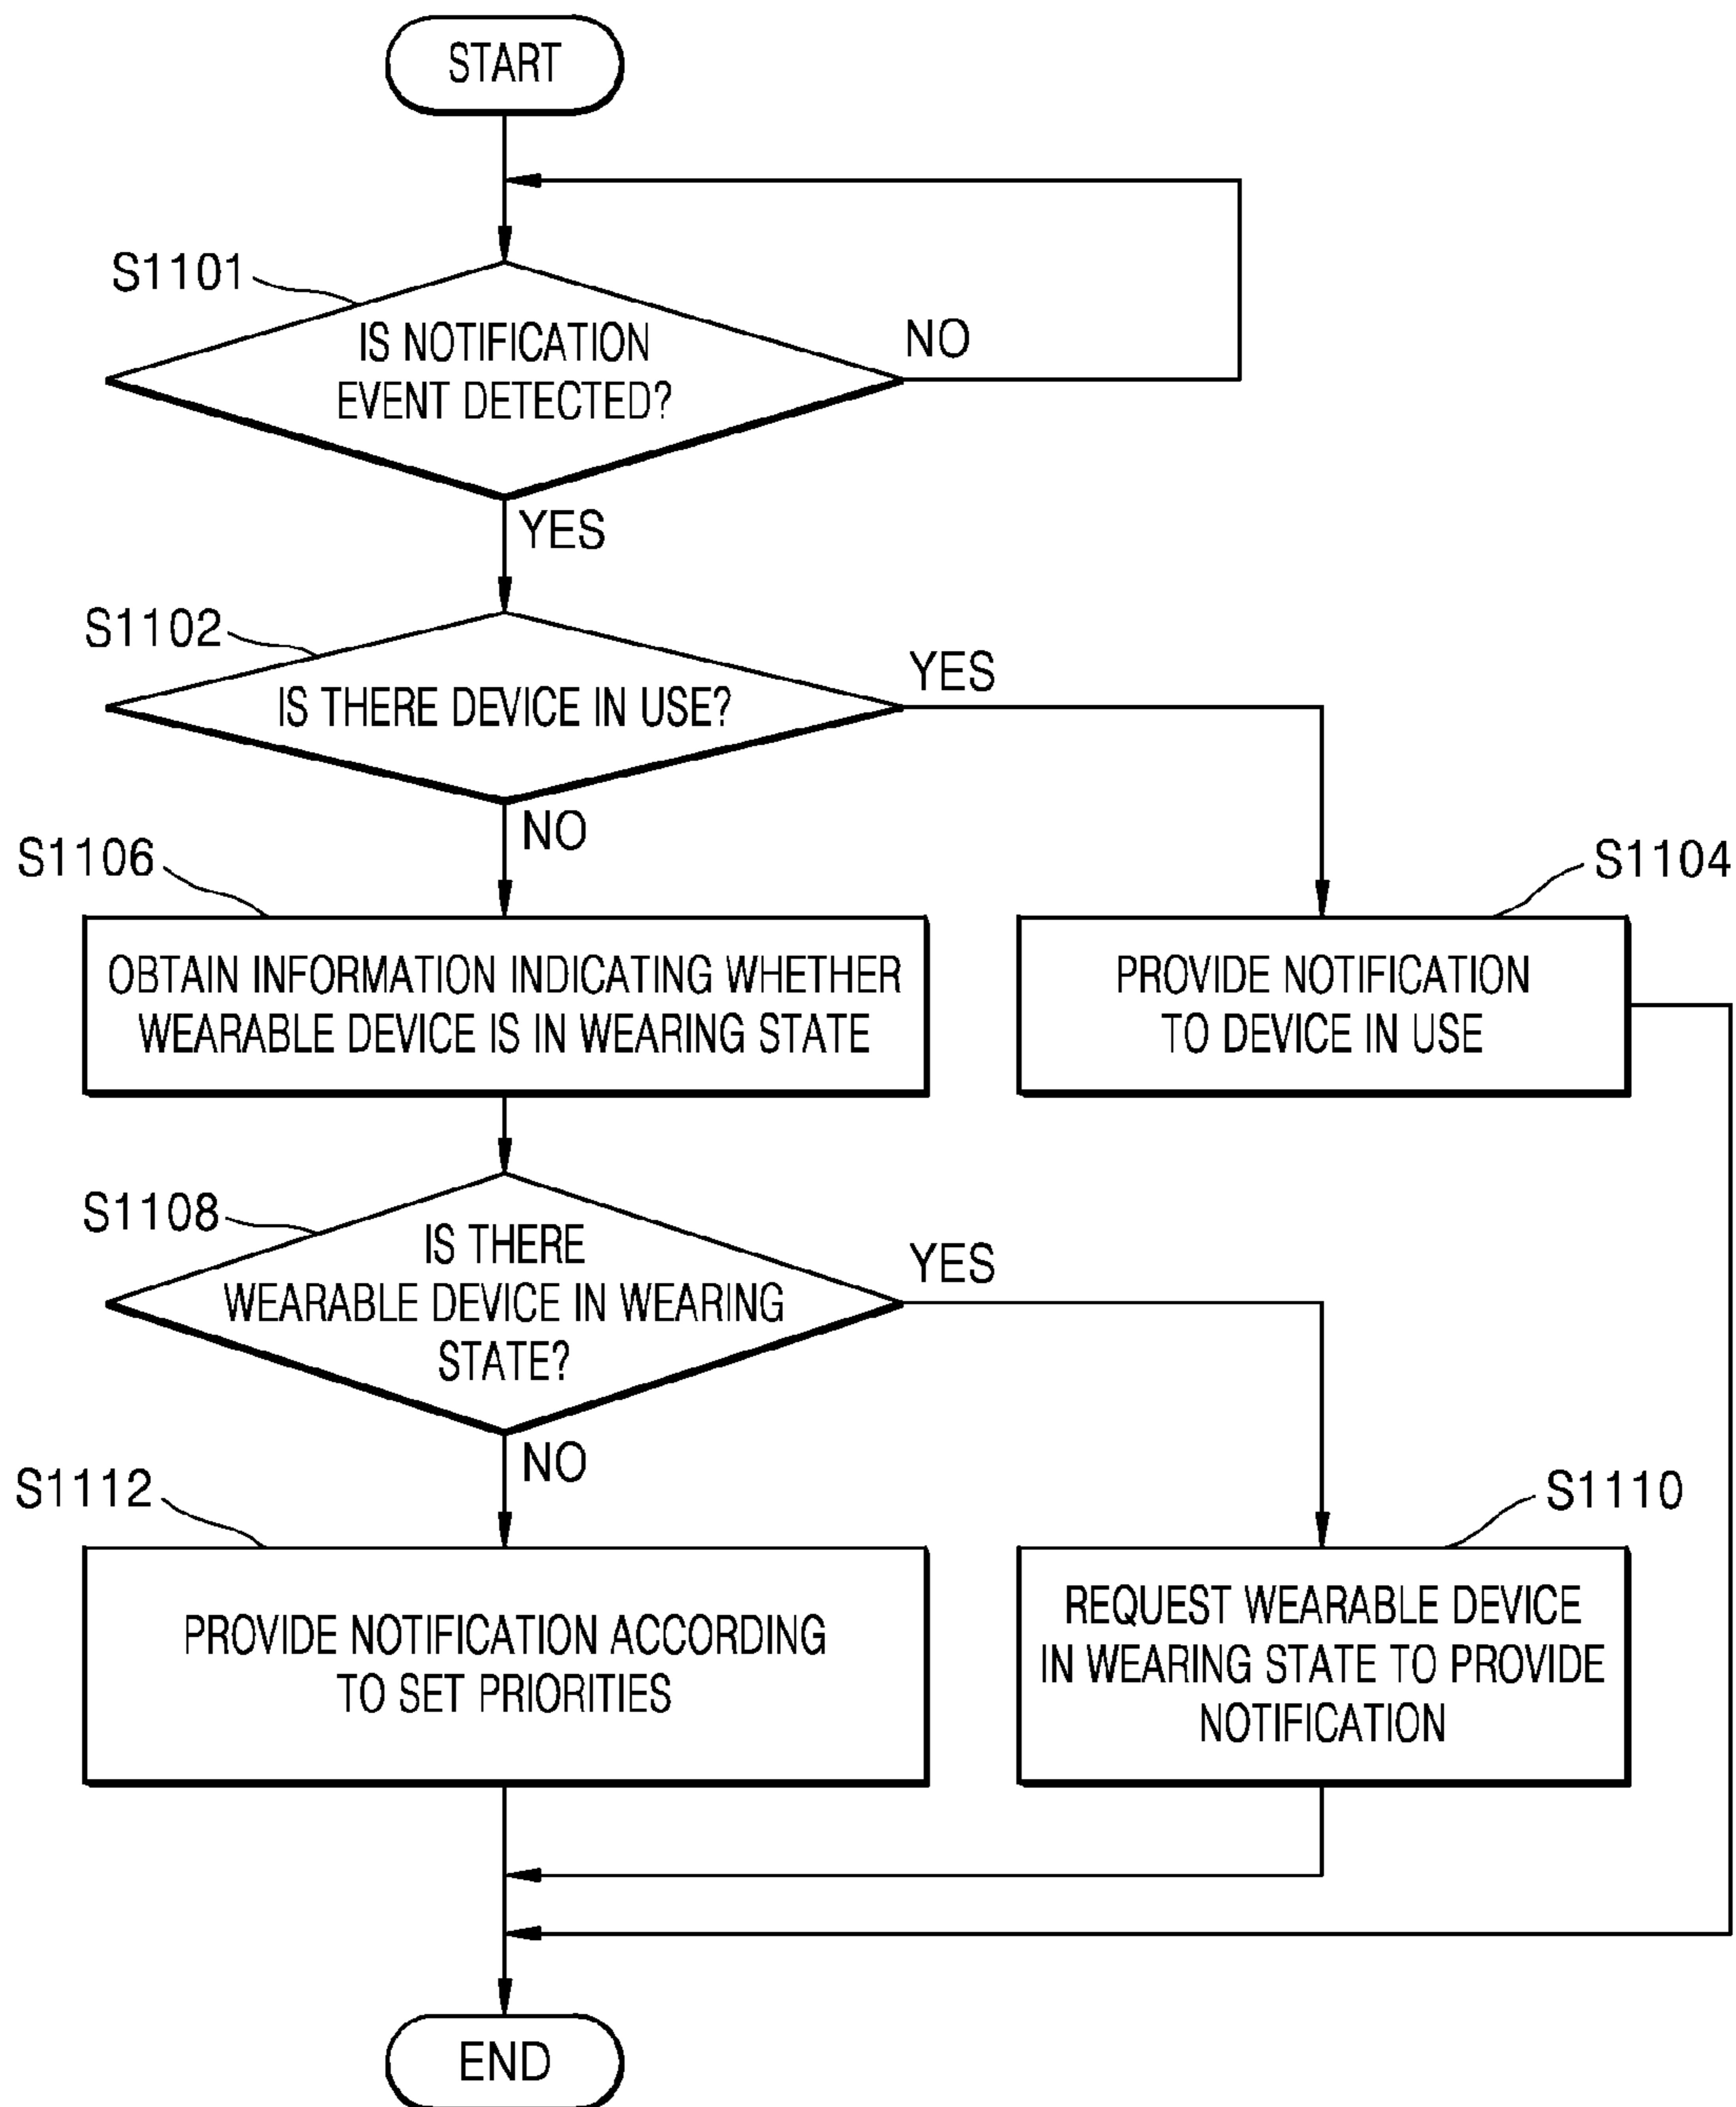 START
S1101
IS NOTIFICATION
EVENT DETECTED?
NO
YES
S1102
IS THERE DEVICE IN USE?
YES
NO
S1106
OBTAIN INFORMATION INDICATING WHETHER
WEARABLE DEVICE IS IN WEARING STATE
S1104
PROVIDE NOTIFICATION
TO DEVICE IN USE
S1108
IS THERE
WEARABLE DEVICE IN WEARING
STATE?
YES
NO
S1112
PROVIDE NOTIFICATION ACCORDING
TO SET PRIORITIES
S1110
REQUEST WEARABLE DEVICE
IN WEARING STATE TO PROVIDE
NOTIFICATION
END